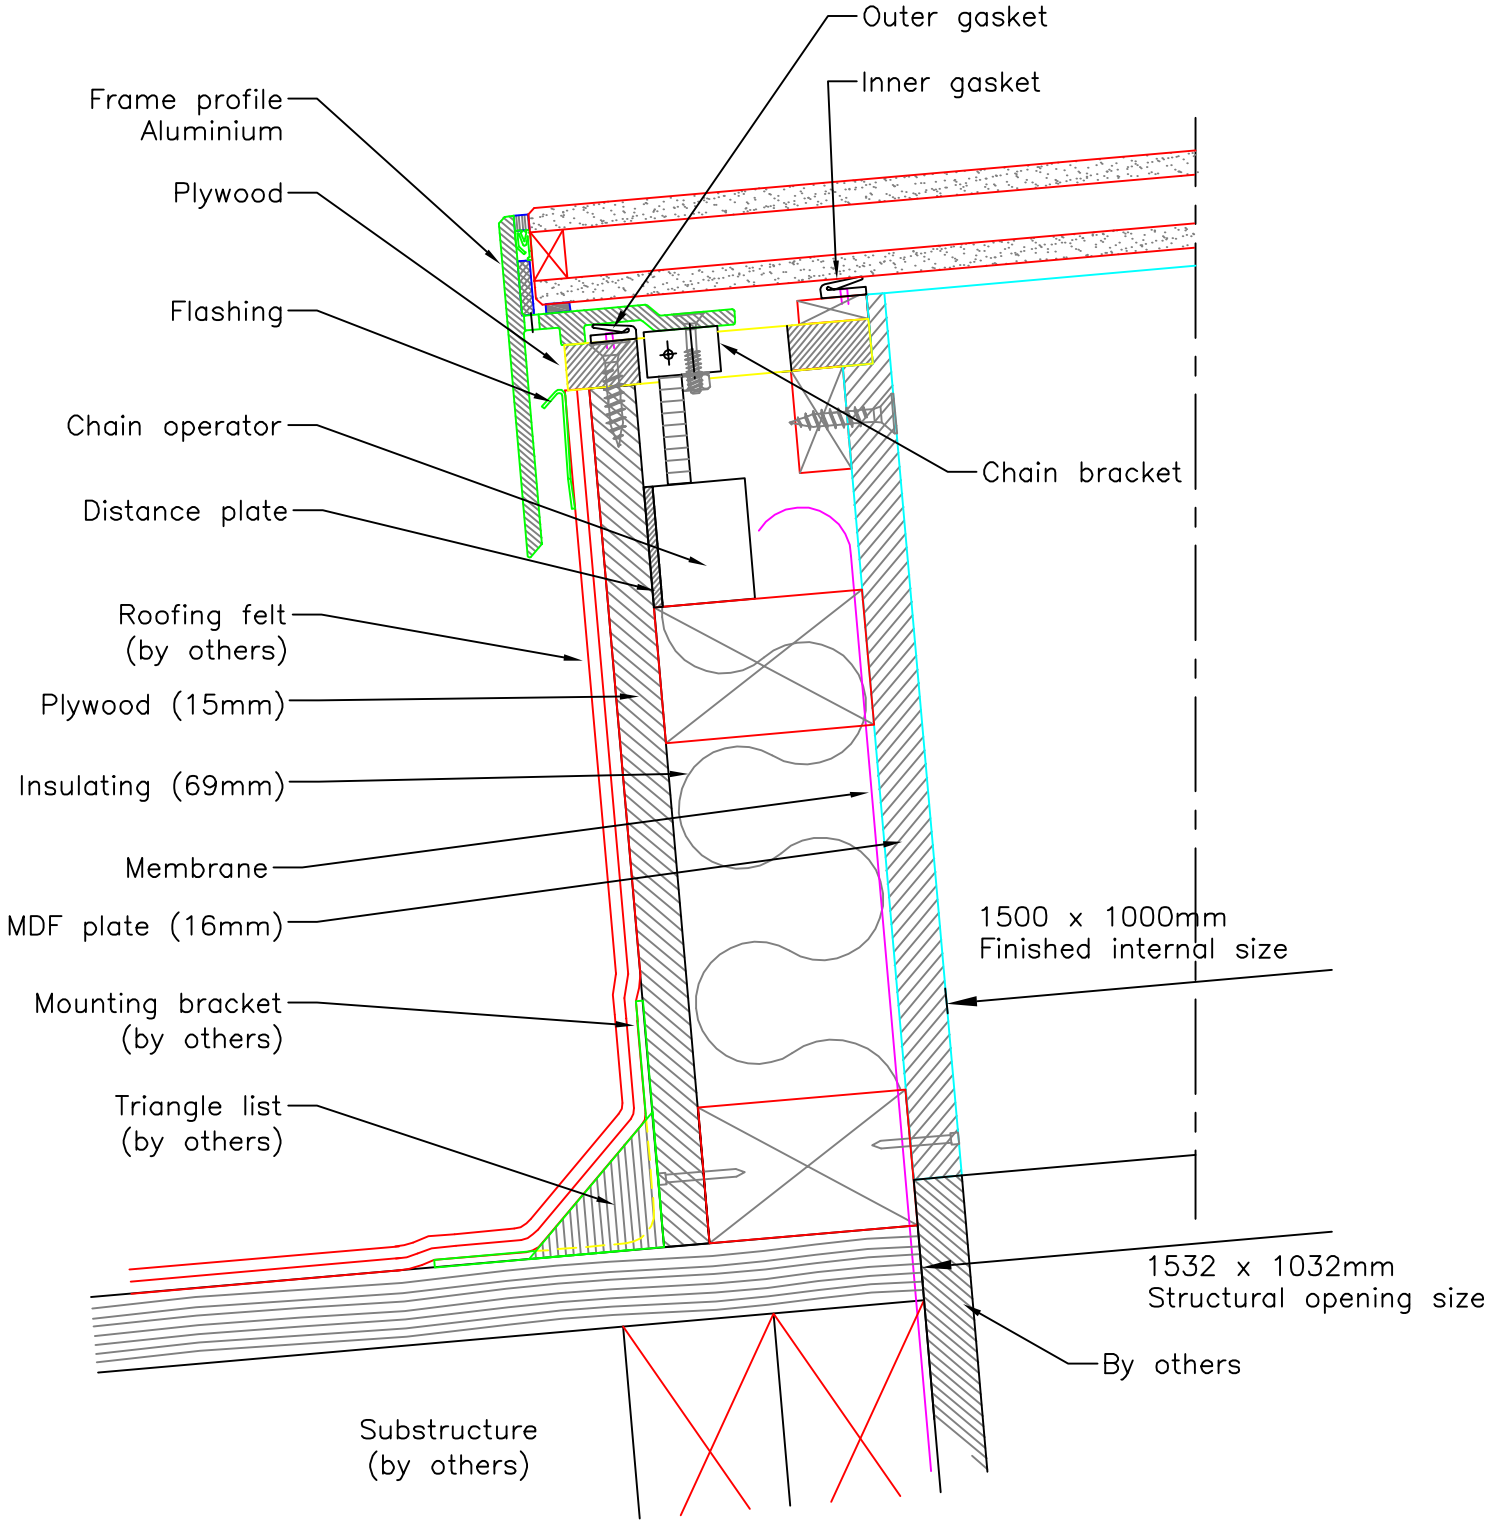 Outer gasket
Inner gasket
Frame profile
Aluminium
Plywood
Flashing
Chain operator
Chain bracket
Distance plate
Roofing felt
(by others)
Plywood (15mm)
Insulating (69mm)
Membrane
MDF plate (16mm)
1500 x 1000mm
Finished internal size
Mounting bracket
(by others)
Triangle list
(by others)
1532 x 1032mm
Structural opening size
By others
Substructure
(by others)